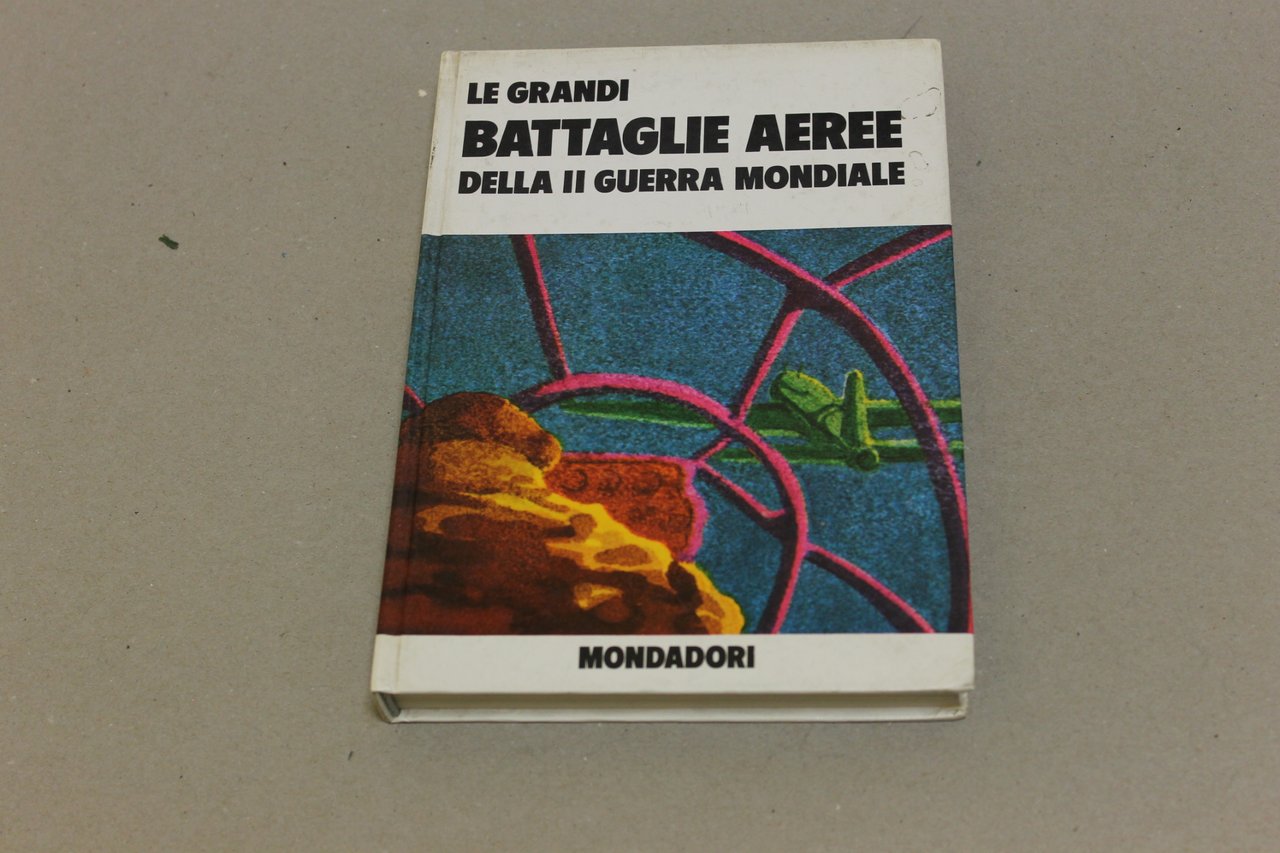 LE GRANDI
BATTAGLIE AEREE
DELLA II GUERRA MONDIALE
MONDADORI